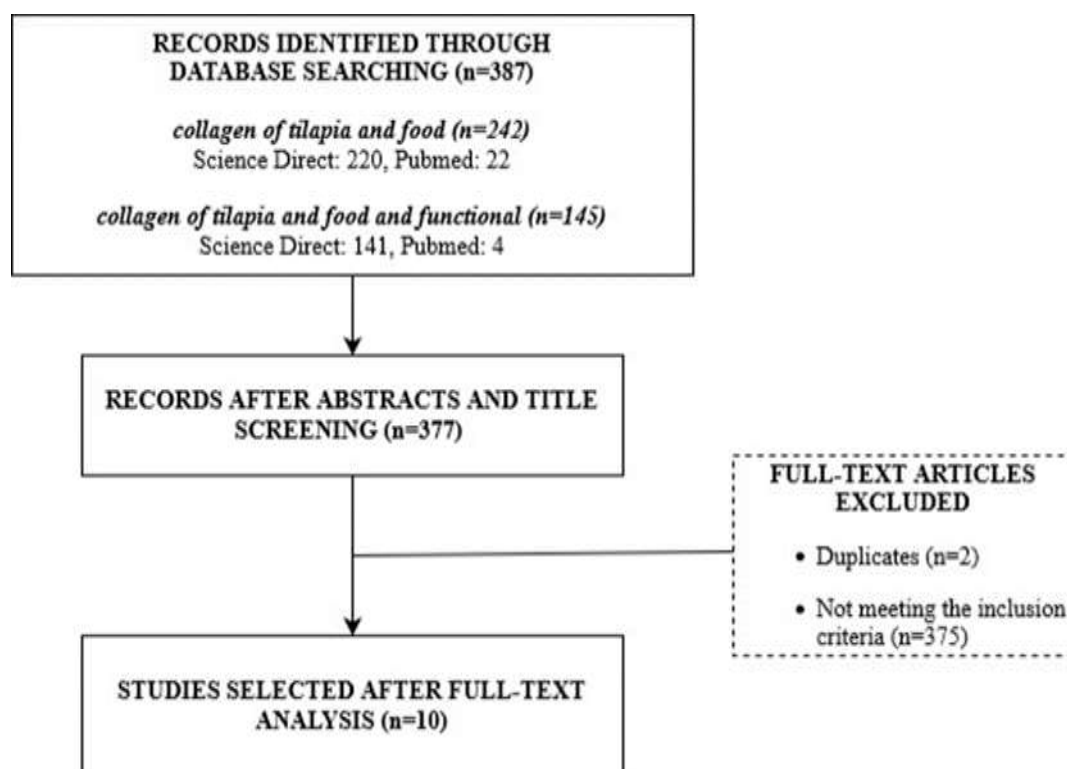 RECORDS IDENTIFIED THROUGH
DATABASE SEARCHING (n=387)
collagen of tilapia and food (n=242)
Science Direct: 220, Pubmed: 22
collagen of tilapia and food and functional (n=145)
Science Direct: 141, Pubmed: 4
RECORDS AFTER ABSTRACTS AND TITLE
SCREENING (n=377)
FULL-TEXT ARTICLES
EXCLUDED
• Duplicates (n=2)
• Not meeting the inclusion
criteria (n=375)
STUDIES SELECTED AFTER FULL-TEXT
ANALYSIS (n=10)